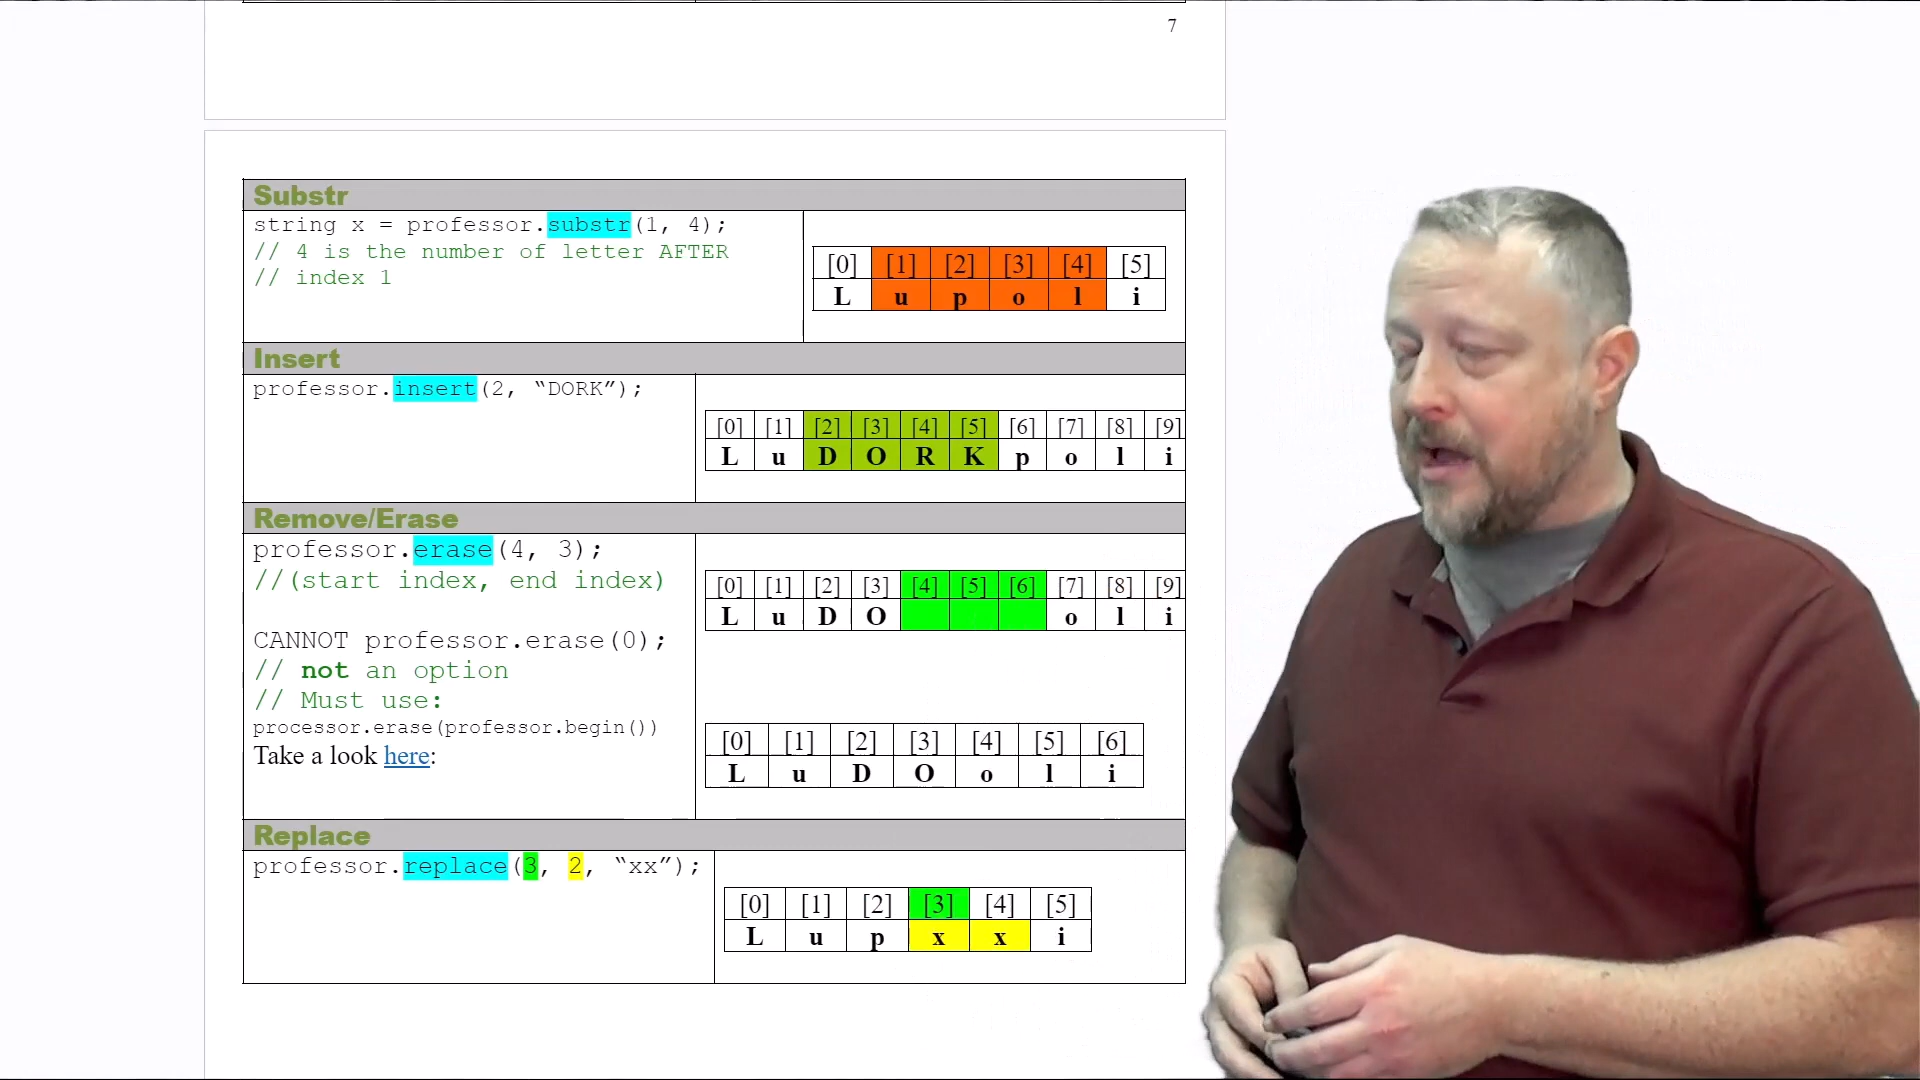 7
Substr
string x = professor.substr(1, 4);
// 4 is the number of letter AFTER
// index 1
[0] [1] [2] [3] [4] [5]
L u p o l i
Insert
professor.insert(2, “DORK”);
[0] [1] [2] [3] [4] [5] [6] [7] [8] [9]
L u D O R K p o l i
Remove/Erase
professor.erase(4, 3);
//(start index, end index)
CANNOT professor.erase(0);
// not an option
// Must use:
processor.erase(professor.begin())
Take a look here:
[0] [1] [2] [3] [4] [5] [6] [7] [8] [9]
L u D O o l i
[0] [1] [2] [3] [4] [5] [6]
L u D O o l i
Replace
professor.replace(3, 2, “xx”);
[0] [1] [2] [3] [4] [5]
L u p x x i